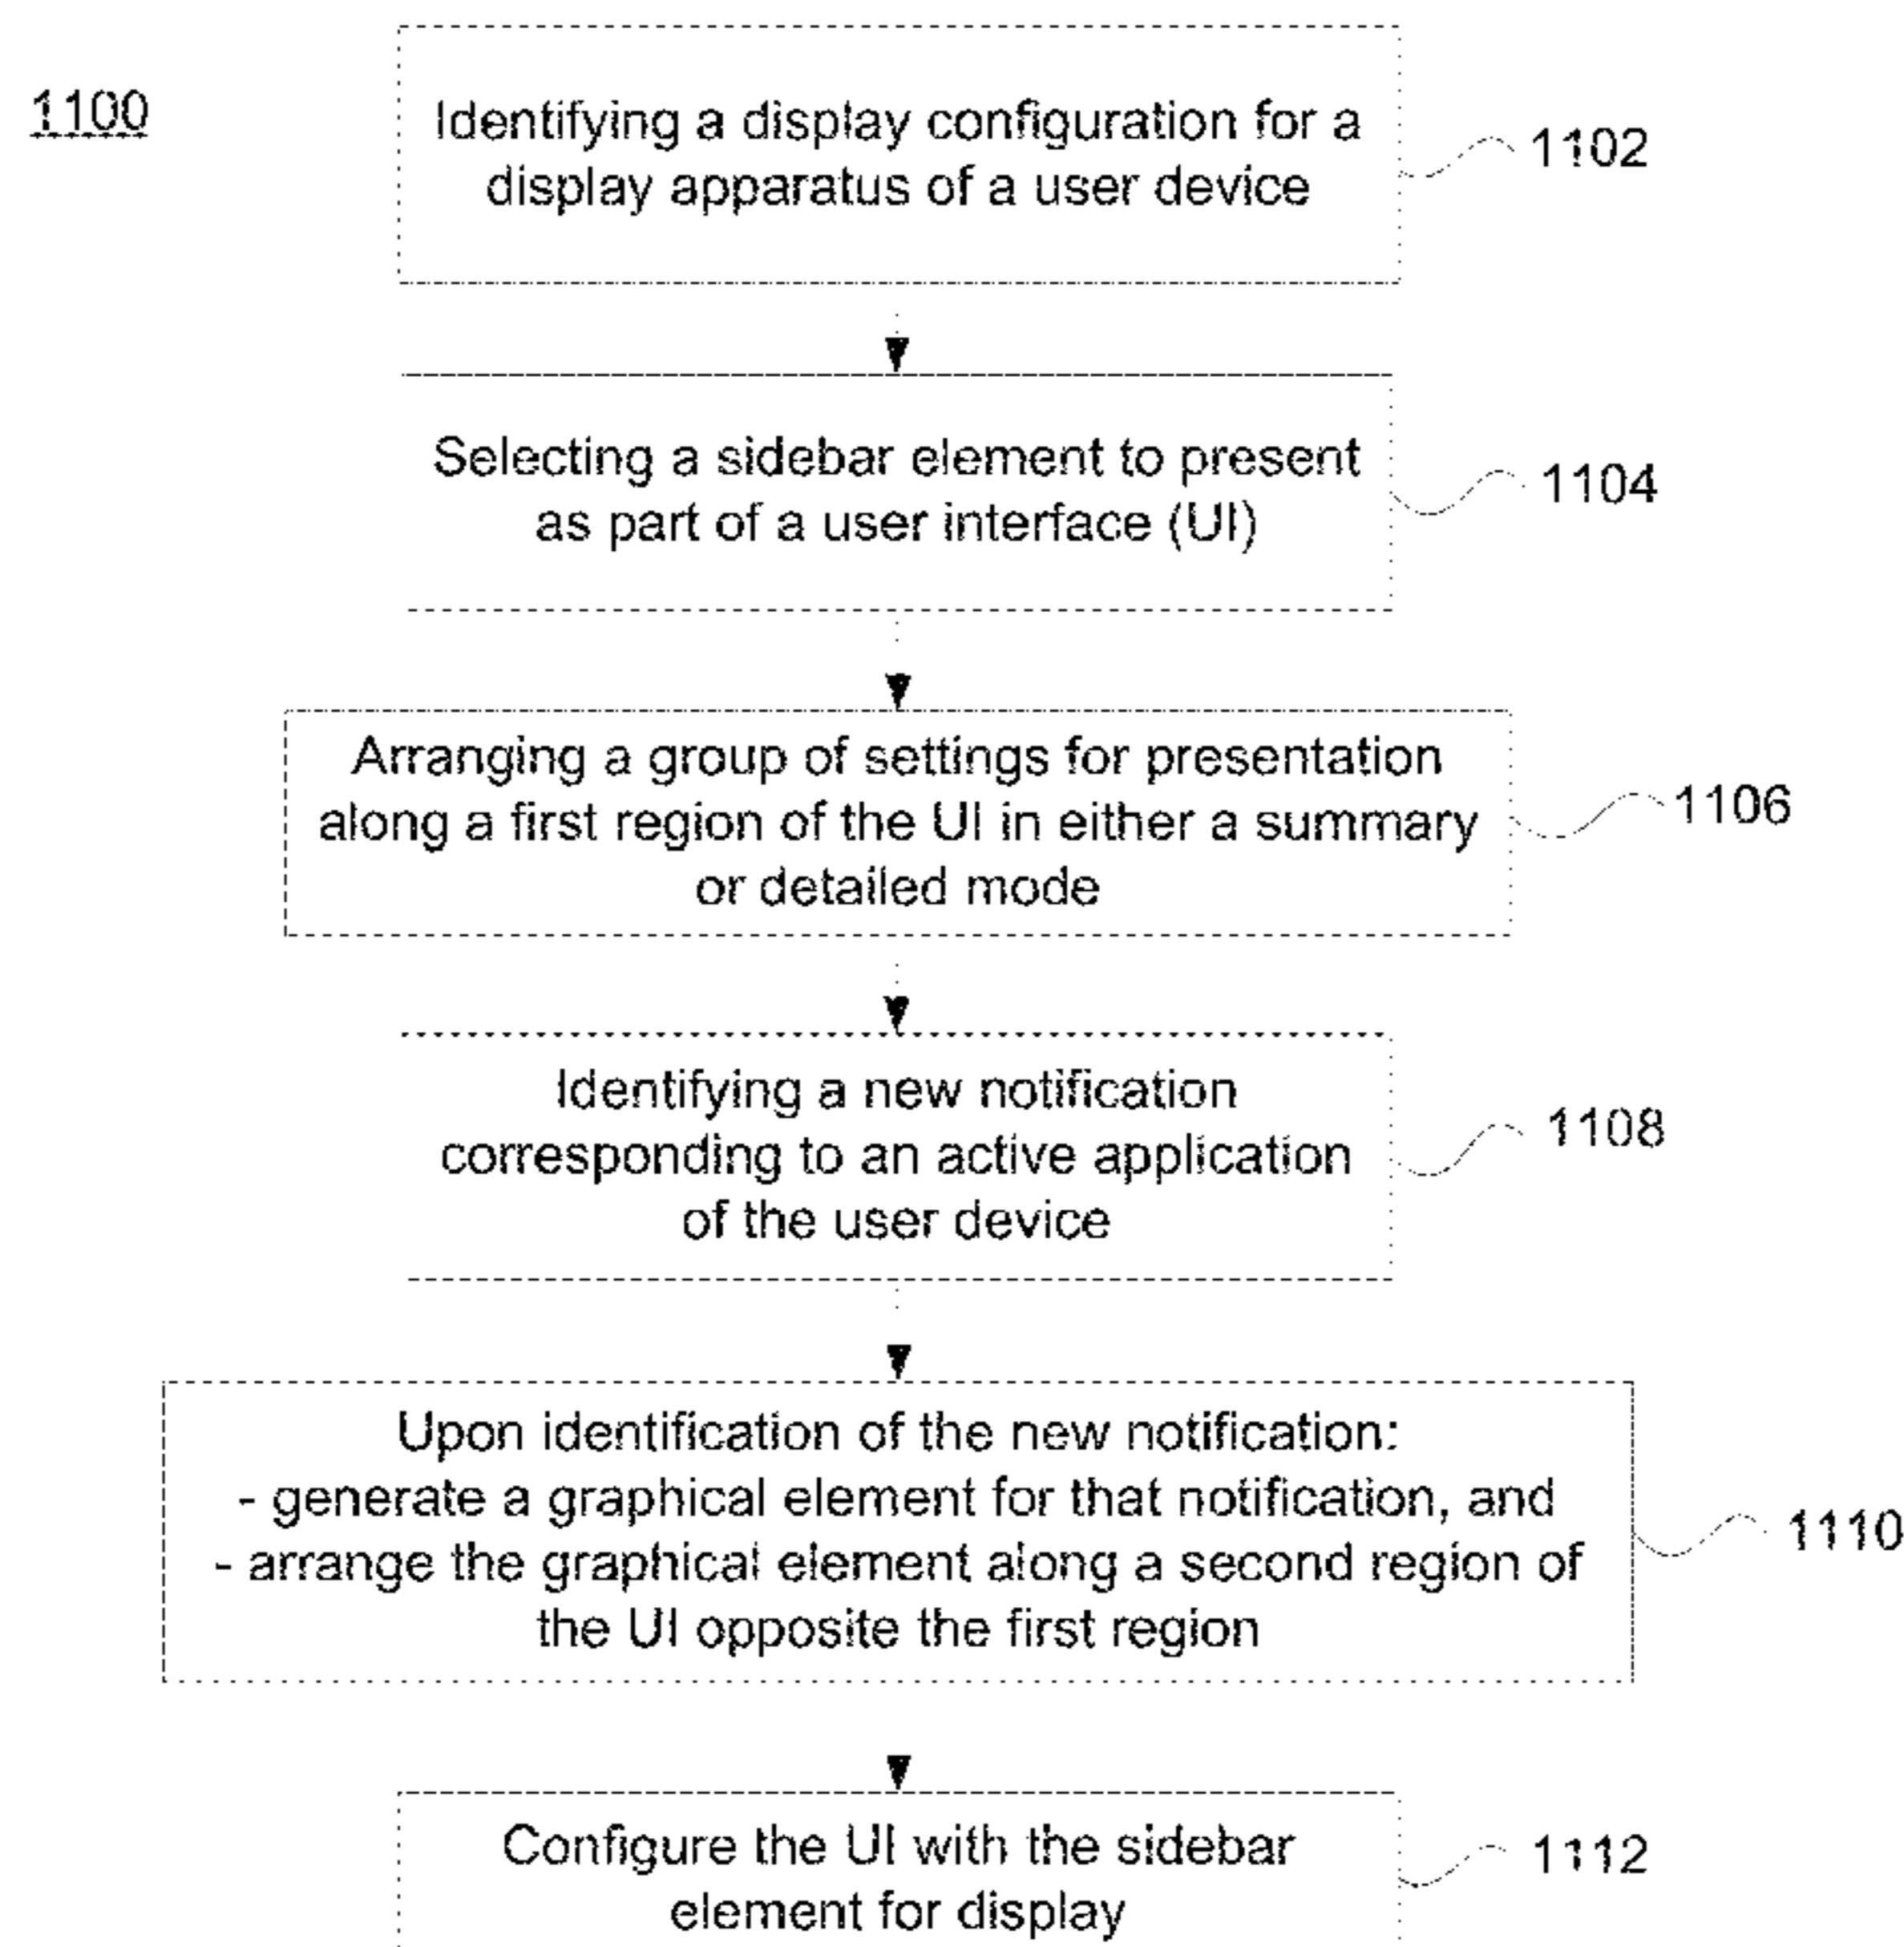 1100
Identifying a display configuration for a
display apparatus of a user device
1102
Selecting a sidebar element to present
as part of a user interface (UI)
1104
Arranging a group of settings for presentation
along a first region of the UI in either a summary
or detailed mode
1106
Identifying a new notification
corresponding to an active application
of the user device
1108
Upon identification of the new notification:
- generate a graphical element for that notification, and
- arrange the graphical element along a second region of
the UI opposite the first region
1110
Configure the UI with the sidebar
element for display
1112